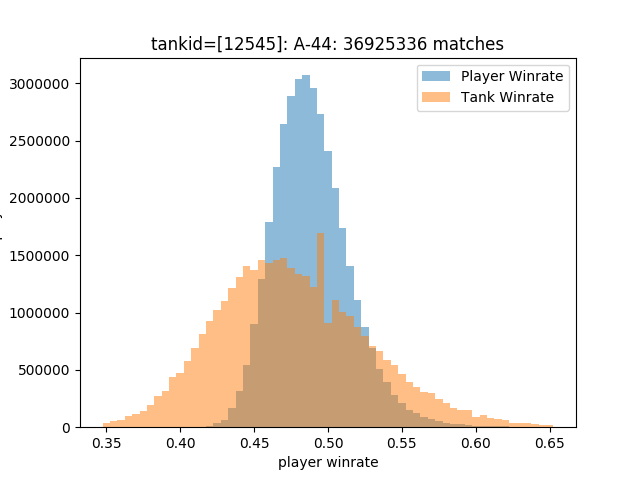 tankid=[12545]: A-44: 36925336 matches
Player Winrate
Tank Winrate
3000000
2500000
2000000
1500000
1000000
500000
0
0.35 0.40 0.45 0.50 0.55 0.60 0.65
player winrate